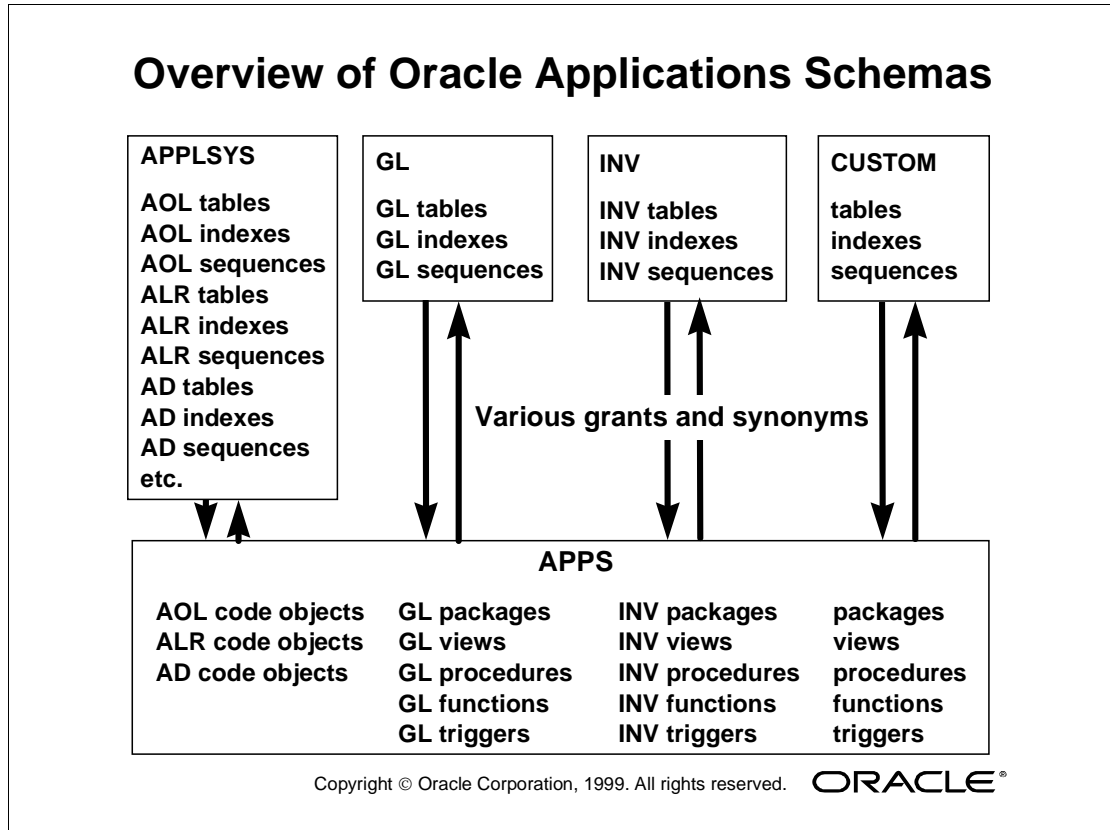 Overview of Oracle Applications Schemas
APPLSYS
AOL tables
AOL indexes
AOL sequences
ALR tables
ALR indexes
ALR sequences
AD tables
AD indexes
AD sequences
etc.
GL
GL tables
GL indexes
GL sequences
INV
INV tables
INV indexes
INV sequences
CUSTOM
tables
indexes
sequences
Various grants and synonyms
APPS
AOL code objects
ALR code objects
AD code objects
GL packages
GL views
GL procedures
GL functions
GL triggers
INV packages
INV views
INV procedures
INV functions
INV triggers
packages
views
procedures
functions
triggers
Copyright © Oracle Corporation, 1999. All rights reserved.
ORACLE®